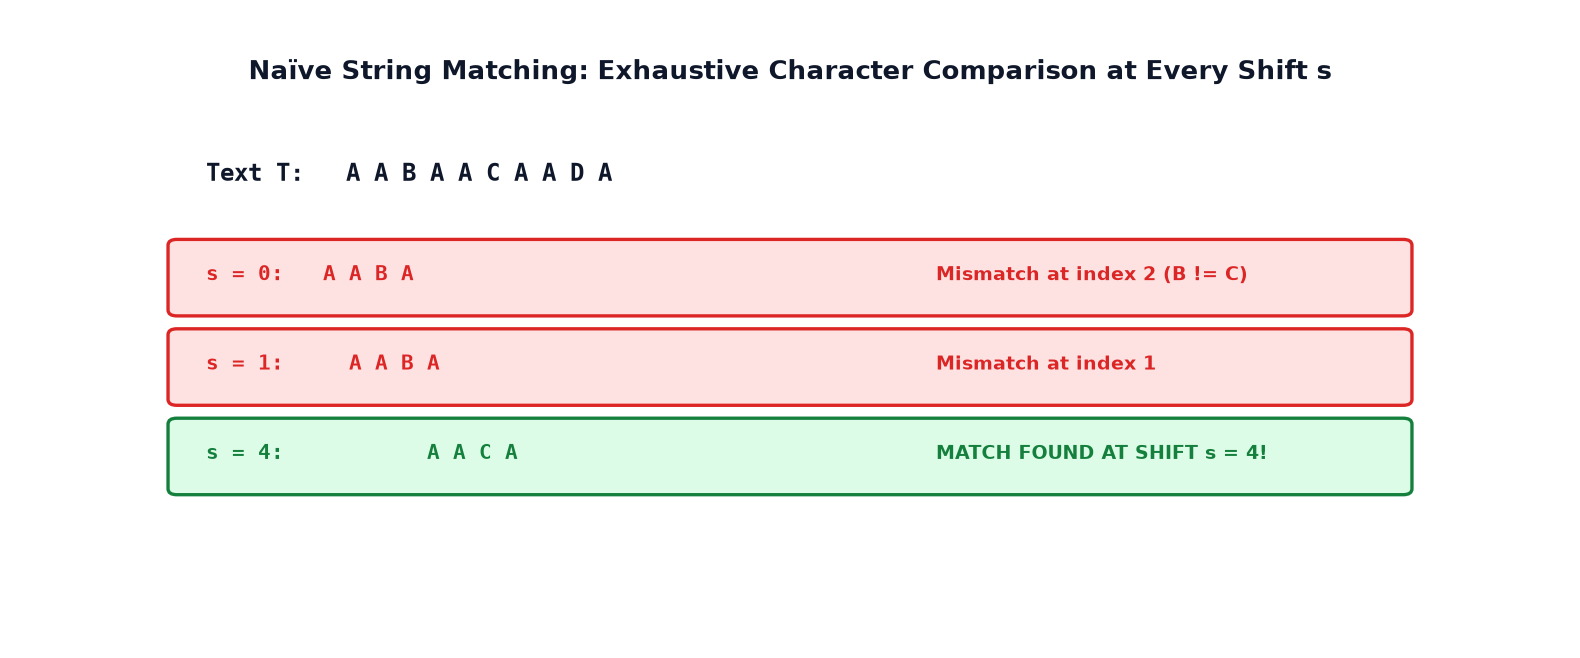 Naïve String Matching: Exhaustive Character Comparison at Every Shift s
Text T: A A B A A C A A D A
s = 0: A A B A Mismatch at index 2 (B != C)
s = 1: A A B A Mismatch at index 1
s = 4: A A C A MATCH FOUND AT SHIFT s = 4!